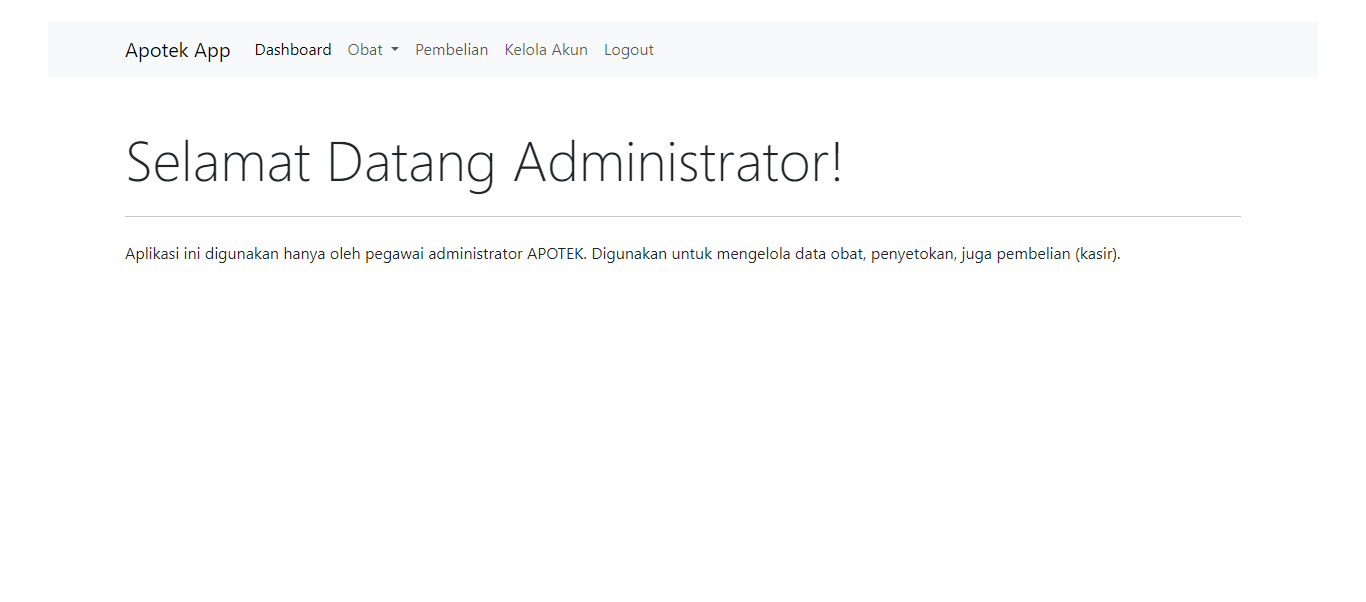 Apotek App Dashboard Obat Pembelian Kelola Akun Logout
Selamat Datang Administrator!
Aplikasi ini digunakan hanya oleh pegawai administrator APOTEK. Digunakan untuk mengelola data obat, penyetokan, juga pembelian (kasir).